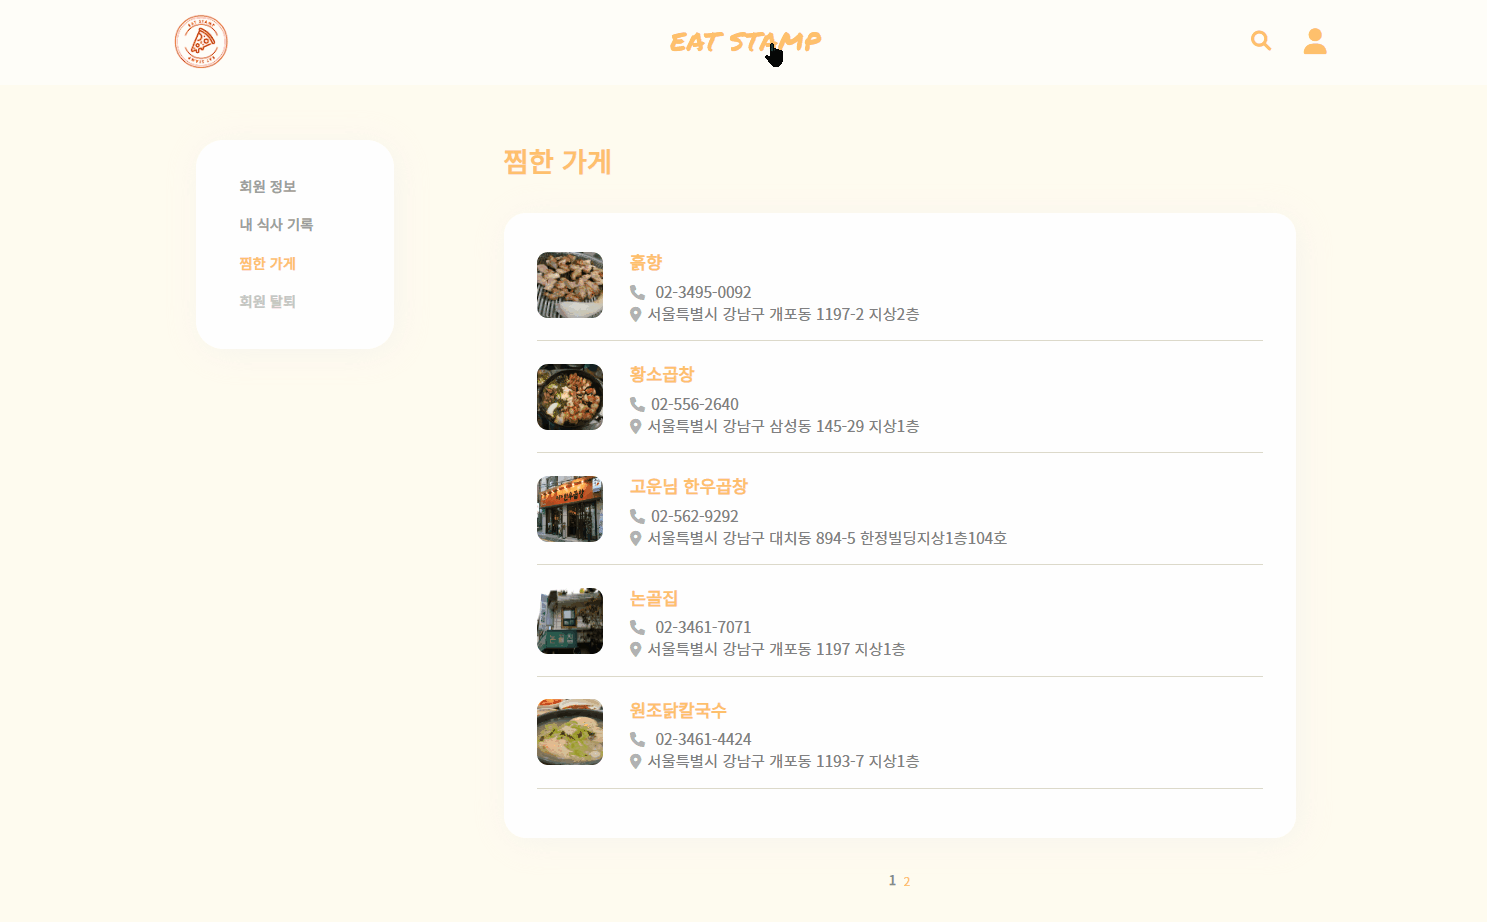 EAT STAMP
EAT STAMP
EAT STAMP
회원 정보
내 식사 기록
찜한 가게
회원 탈퇴
찜한 가게
흙향
02-3495-0092
서울특별시 강남구 개포동 1197-2 지상2층
황소곱창
02-556-2640
서울특별시 강남구 삼성동 145-29 지상1층
고운님 한우곱창
02-562-9292
서울특별시 강남구 대치동 894-5 한정빌딩지상1층104호
논골집
02-3461-7071
서울특별시 강남구 개포동 1197 지상1층
원조닭칼국수
02-3461-4424
서울특별시 강남구 개포동 1193-7 지상1층
1 2